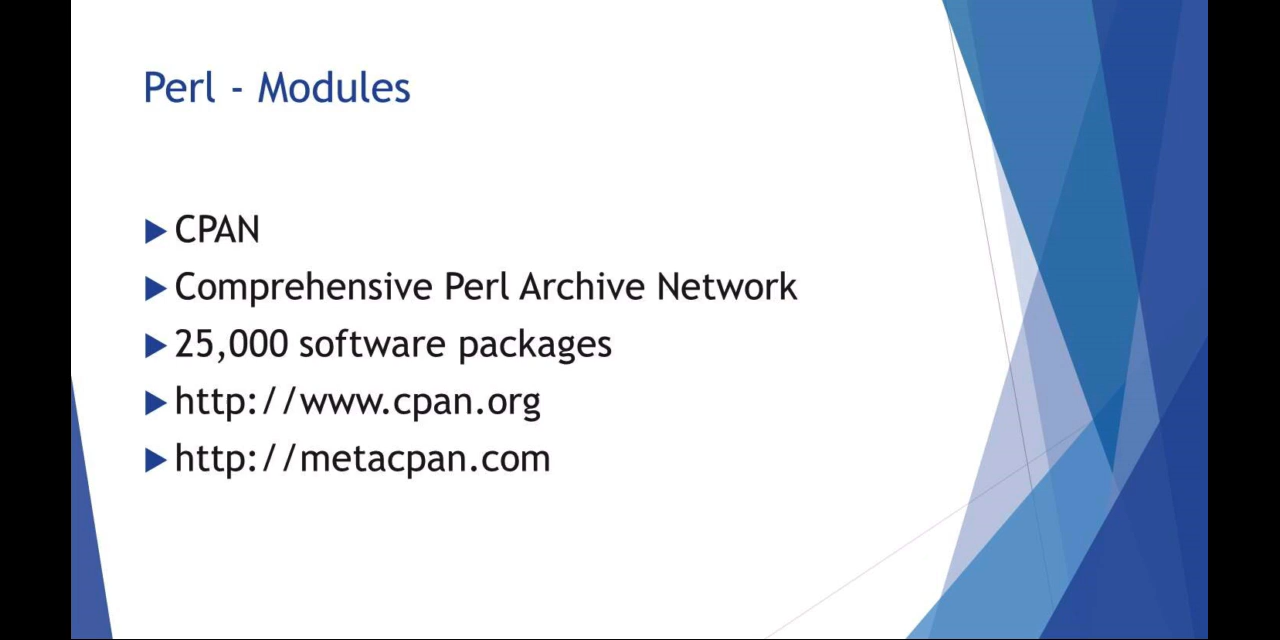 Perl - Modules
CPAN
Comprehensive Perl Archive Network
25,000 software packages
http://www.cpan.org
http://metacpan.com